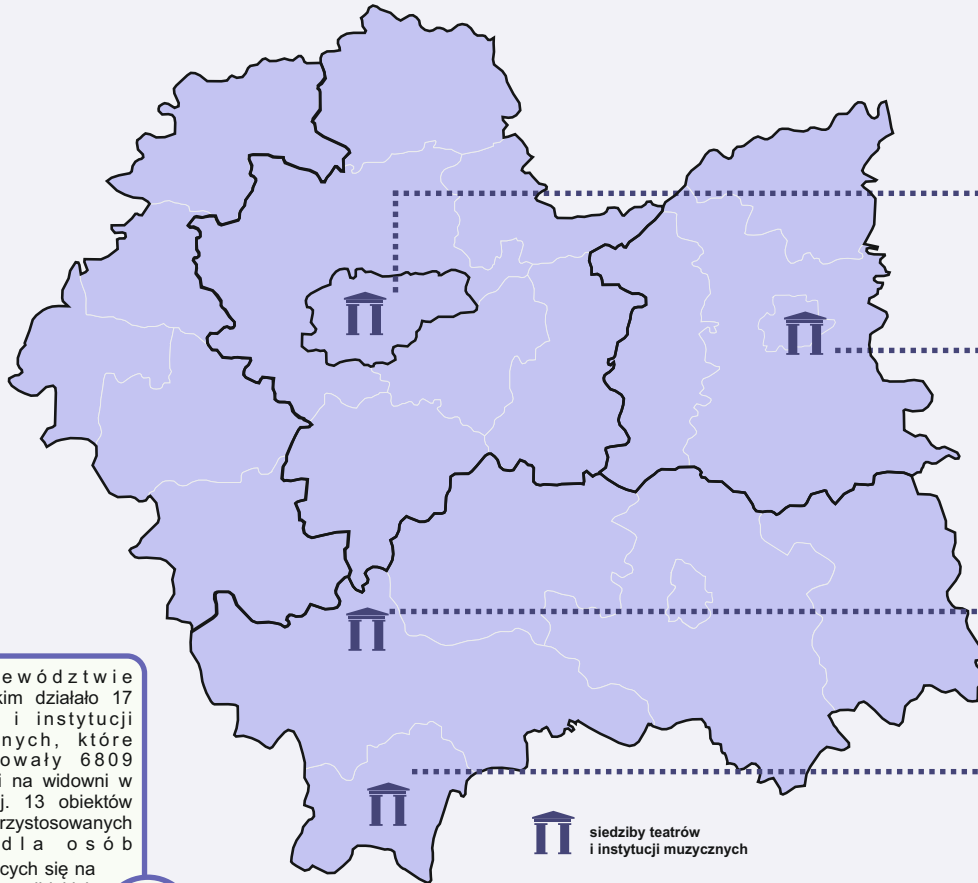 ewództwie
kim działało 17
i instytucji
nych, które
owały 6809
i na widowni w
j. 13 obiektów
rzystosowanych
dla osób
cych się na
siedziby teatrów
i instytucji muzycznych